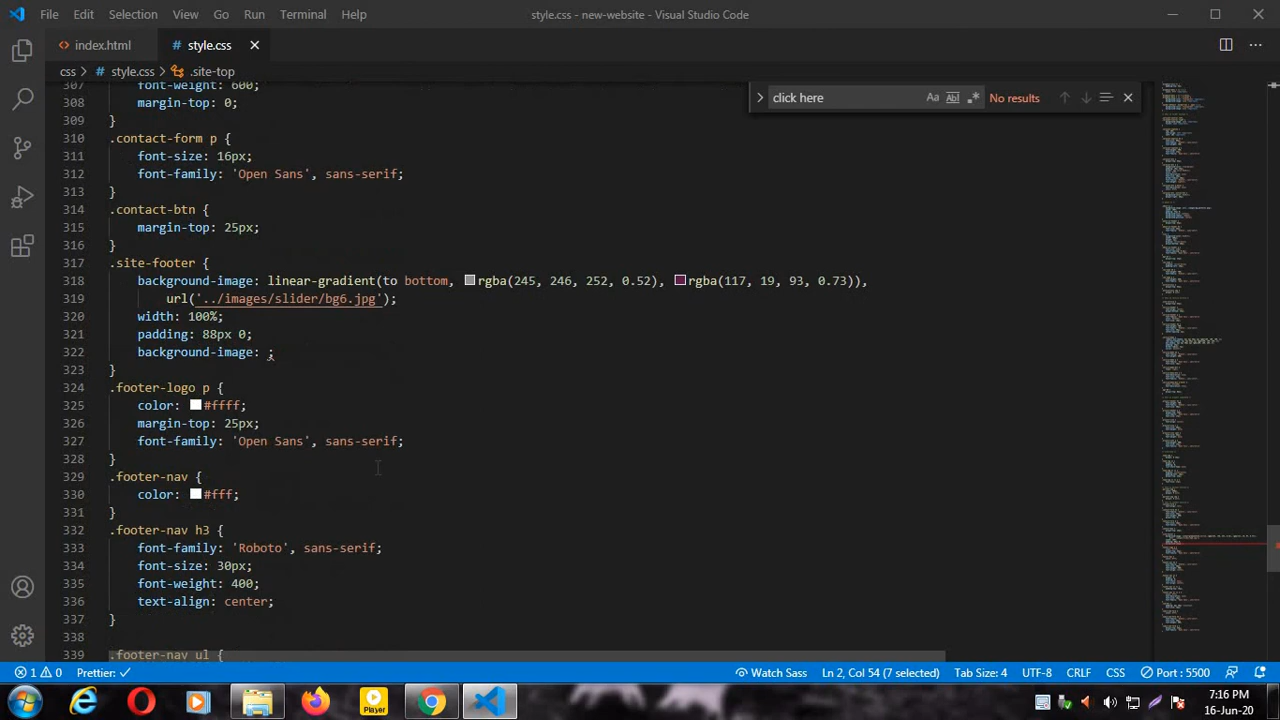 File Edit Selection View Go Run Terminal Help style.css - new-website - Visual Studio Code
index.html style.css
css > style.css > .site-top
click here Aa ab No results
307 font-weight: 600;
308 margin-top: 0;
309 }
310 .contact-form p {
311 font-size: 16px;
312 font-family: 'Open Sans', sans-serif;
313 }
314 .contact-btn {
315 margin-top: 25px;
316 }
317 .site-footer {
318 background-image: linear-gradient(to bottom, rgba(245, 246, 252, 0.52), 93, 0.73)),
319 url('../images/slider/bg6.jpg');
320 width: 100%;
321 padding: 88px 0;
322 background-image: ;
323 }
324 .footer-logo p {
325 color: #ffff;
326 margin-top: 25px;
327 font-family: 'Open Sans', sans-serif;
328 }
329 .footer-nav {
330 color: #fff;
331 }
332 .footer-nav h3 {
333 font-family: 'Roboto', sans-serif;
334 font-size: 30px;
335 font-weight: 400;
336 text-align: center;
337 }
338
339 .footer-nav ul {
1 0 Prettier: Watch Sass Ln 2, Col 54 (7 selected) Tab Size: 4 UTF-8 CRLF CSS Port : 5500
Player
7:16 PM
16-Jun-20